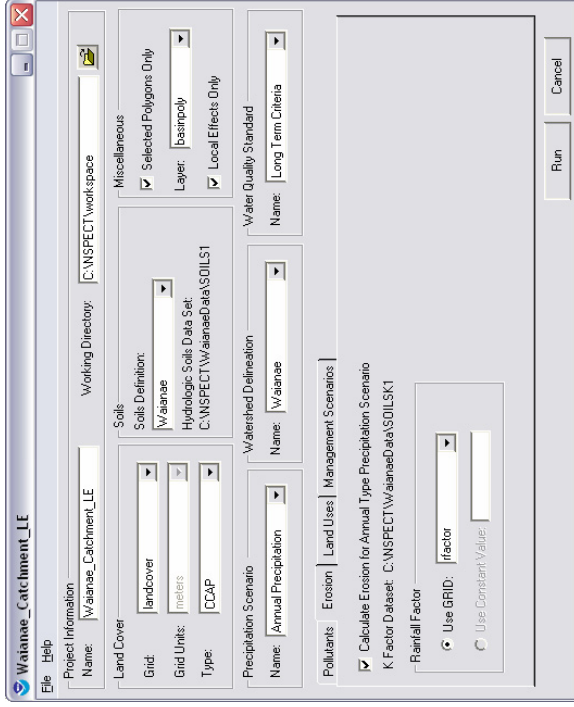 Waianae_Catchment_LE
File Help
Project Information
Name: Waianae_Catchment_LE Working Directory: C:\NSPECT\workspace
Land Cover
Grid: landcover
Grid Units: meters
Type: CCAP
Soils
Soils Definition:
Waianae
Hydrologic Soils Data Set:
C:\NSPECT\WaianaeData\SOILS1
Miscellaneous
Selected Polygons Only
Layer: basinpoly
Local Effects Only
Precipitation Scenario
Name: Annual Precipitation
Watershed Delineation
Name: Waianae
Water Quality Standard
Name: Long Term Criteria
Pollutants Erosion Land Uses Management Scenarios
Calculate Erosion for Annual Type Precipitation Scenario
K Factor Dataset: C:\NSPECT\WaianaeData\SOILSK1
Rainfall Factor
Use GRID: rfactor
Use Constant Value:
Run Cancel